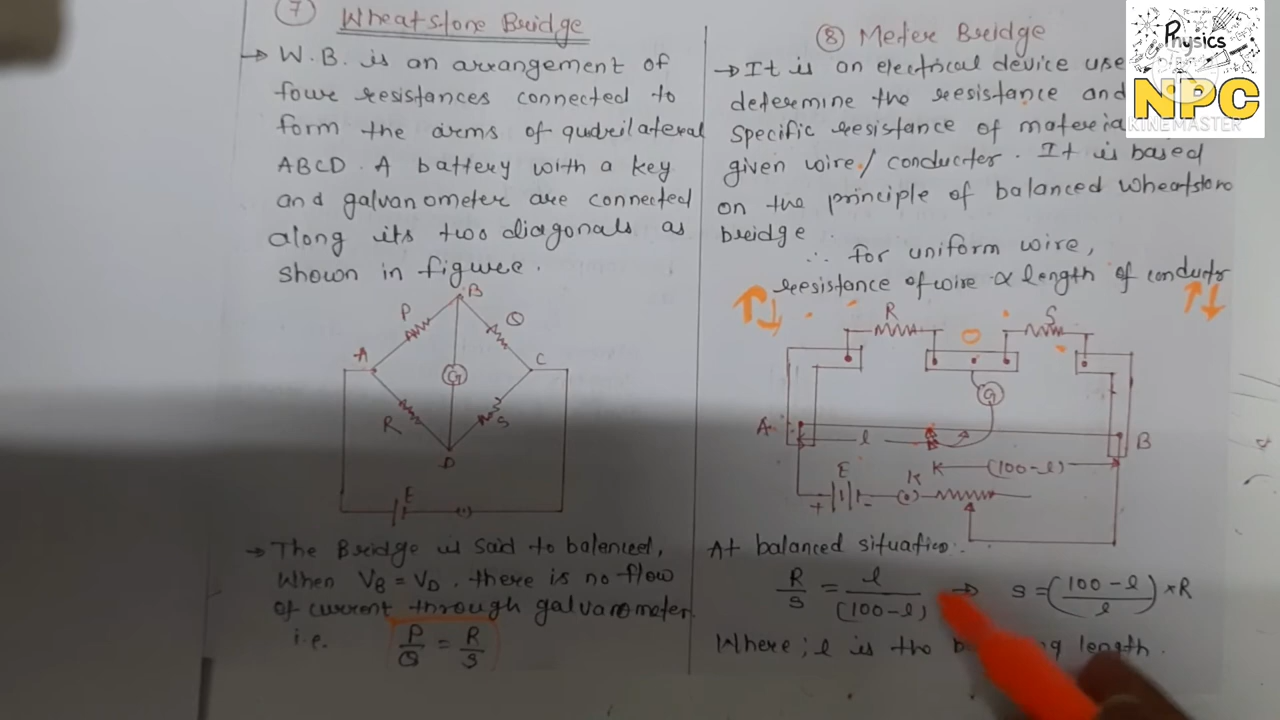 7 Wheatstone Bridge
→ W.B. is an arrangement of
four resistances connected to
form the arms of qudrilateral
ABCD. A battery with a key
and galvanometer are connected
along its two diagonals as
shown in figure.
B
P
Q
A
G
C
R
S
D
E
→ The Bridge is said to balenced,
When VB = VD. there is no flow
of current through galvanometer.
i.e. P/Q = R/S
8 Meter Bridge
→ It is an electrical device use
determine the resistance and
specific resistance of materia
given wire/conductor. It is based
on the principle of balanced wheatstone
breidge
∴ For uniform wire,
resistance of wire ∝ length of conductor
R
S
G
A
l
B
K (100-l)
E
K
+ -
At balanced situation.
R/S = l/(100-l) → S = (100-l/l) × R
Where; l is the length.
Physics
NPC
KINEMASTER